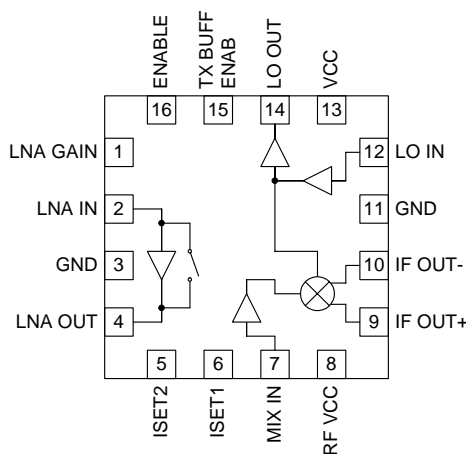 ENABLE
TX BUFF
ENAB
LO OUT
VCC
16
15
14
13
LNA GAIN
1
12
LO IN
LNA IN
2
11
GND
GND
3
10
IF OUT-
LNA OUT
4
9
IF OUT+
5
6
7
8
ISET2
ISET1
MIX IN
RF VCC